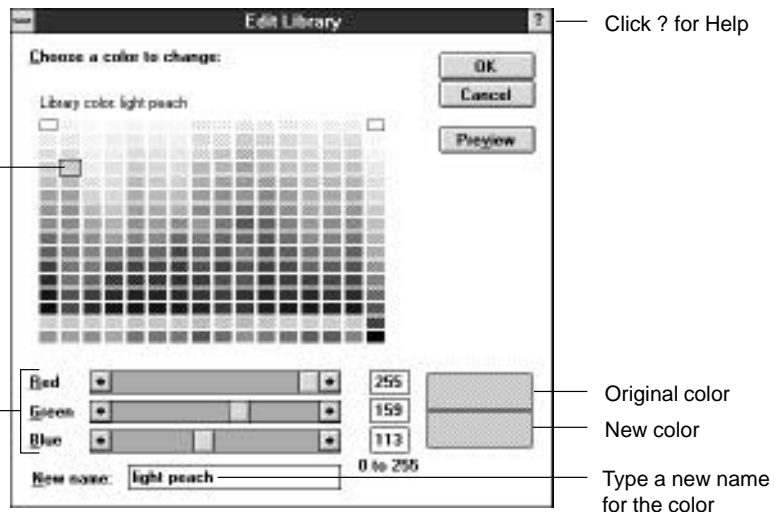 Edit Library
?
Click ? for Help
Choose a color to change:
OK
Library color: light peach
Cancel
Preview
Red
255
Original color
Green
159
New color
Blue
113
0 to 255
New name:
light peach
Type a new name
for the color